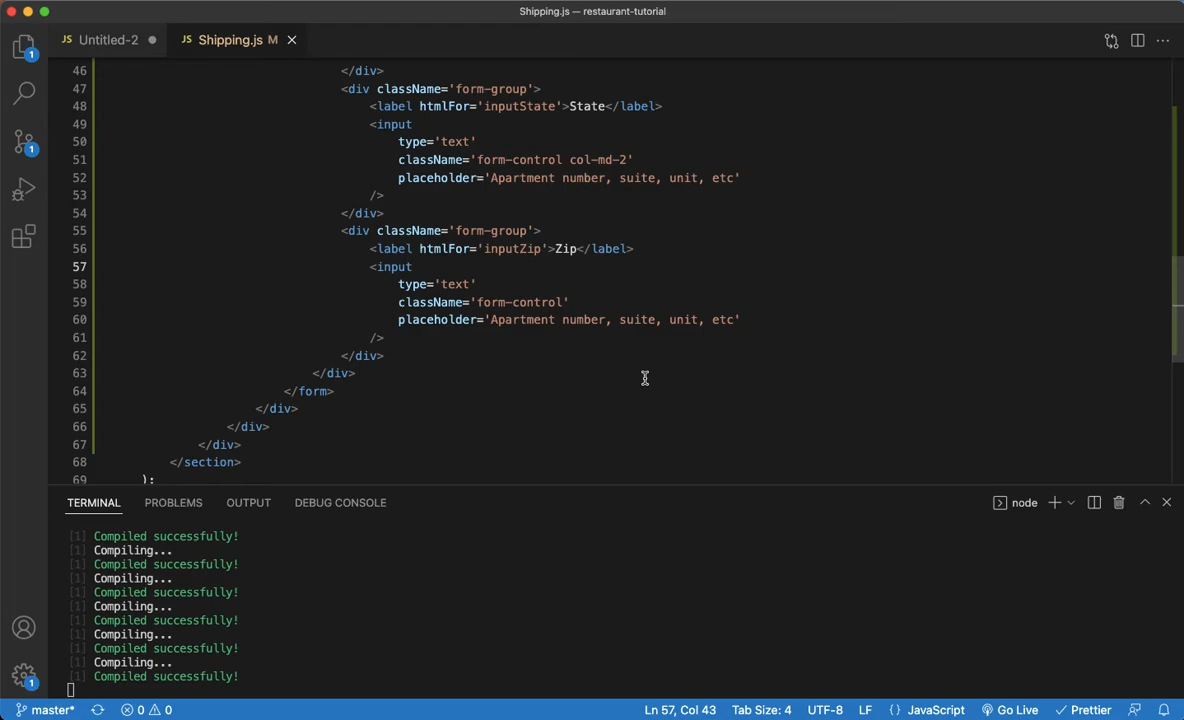 Shipping.js — restaurant-tutorial
JS Untitled-2
JS Shipping.js M
46 </div>
47 <div className='form-group'>
48 <label htmlFor='inputState'>State</label>
49 <input
50 type='text'
51 className='form-control col-md-2'
52 placeholder='Apartment number, suite, unit, etc'
53 />
54 </div>
55 <div className='form-group'>
56 <label htmlFor='inputZip'>Zip</label>
57 <input
58 type='text'
59 className='form-control'
60 placeholder='Apartment number, suite, unit, etc'
61 />
62 </div>
63 </div>
64 </form>
65 </div>
66 </div>
67 </div>
68 </section>
69 );
1
1
1
TERMINAL PROBLEMS OUTPUT DEBUG CONSOLE node
[1] Compiled successfully!
[1] Compiling...
[1] Compiled successfully!
[1] Compiling...
[1] Compiled successfully!
[1] Compiling...
[1] Compiled successfully!
[1] Compiling...
[1] Compiled successfully!
[1] Compiling...
[1] Compiled successfully!
master* 0 0 Ln 57, Col 43 Tab Size: 4 UTF-8 LF {} JavaScript Go Live Prettier